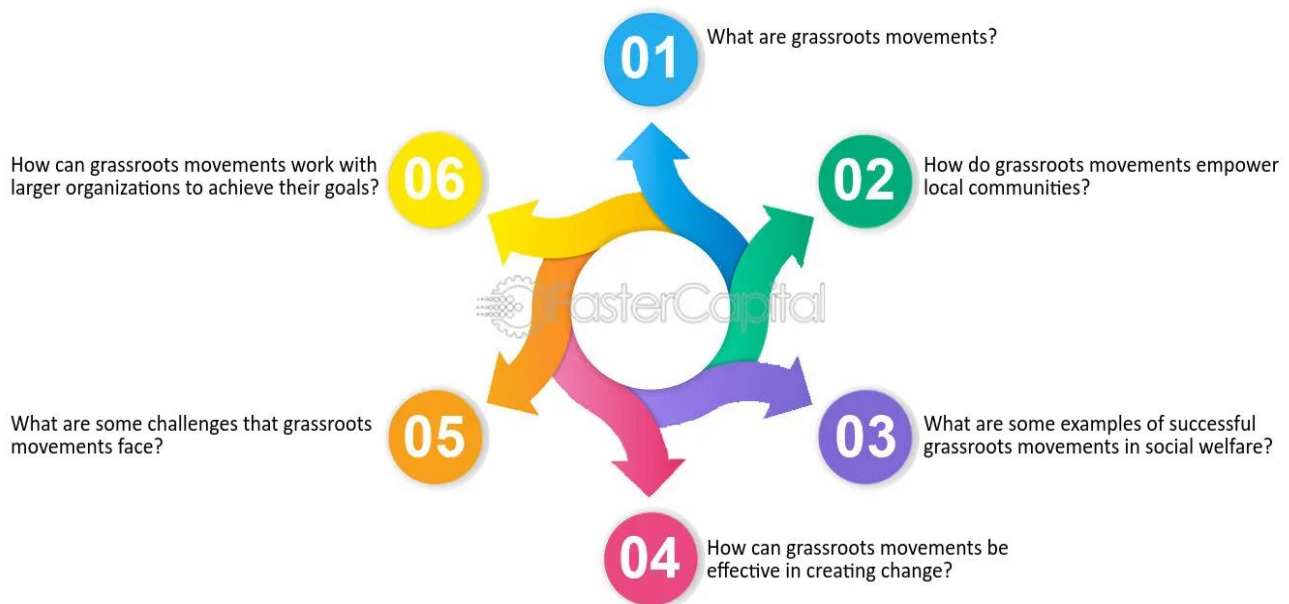 01
What are grassroots movements?
02
How do grassroots movements empower
local communities?
03
What are some examples of successful
grassroots movements in social welfare?
04
How can grassroots movements be
effective in creating change?
05
What are some challenges that grassroots
movements face?
06
How can grassroots movements work with
larger organizations to achieve their goals?
FasterCapital